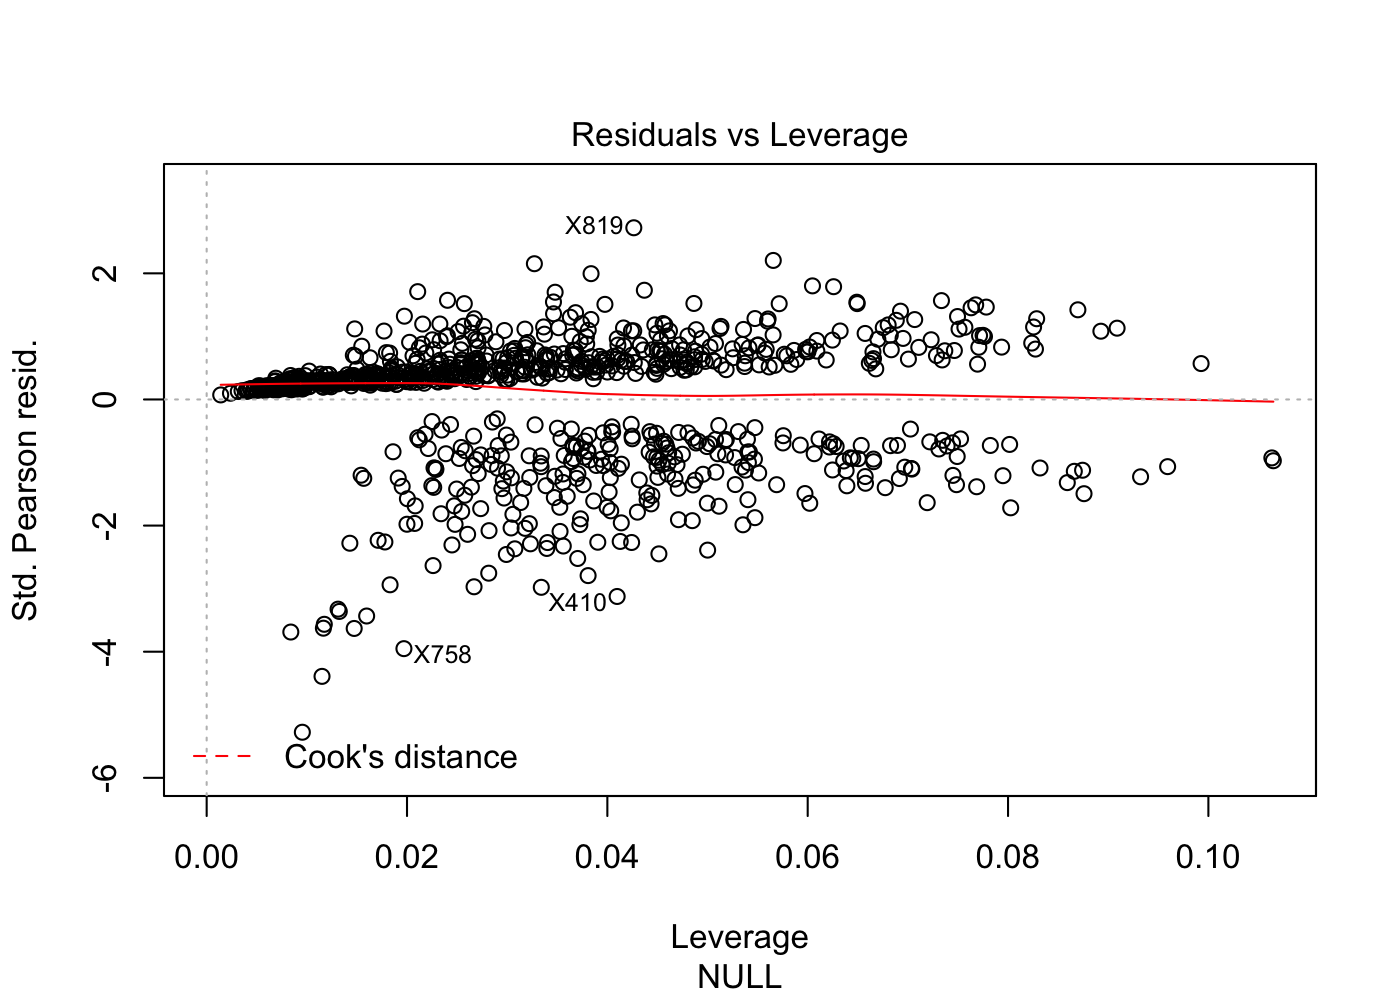 Residuals vs Leverage
Std. Pearson resid.
2
0
-2
-4
-6
X819
X410
X758
Cook's distance
0.00 0.02 0.04 0.06 0.08 0.10
Leverage
NULL